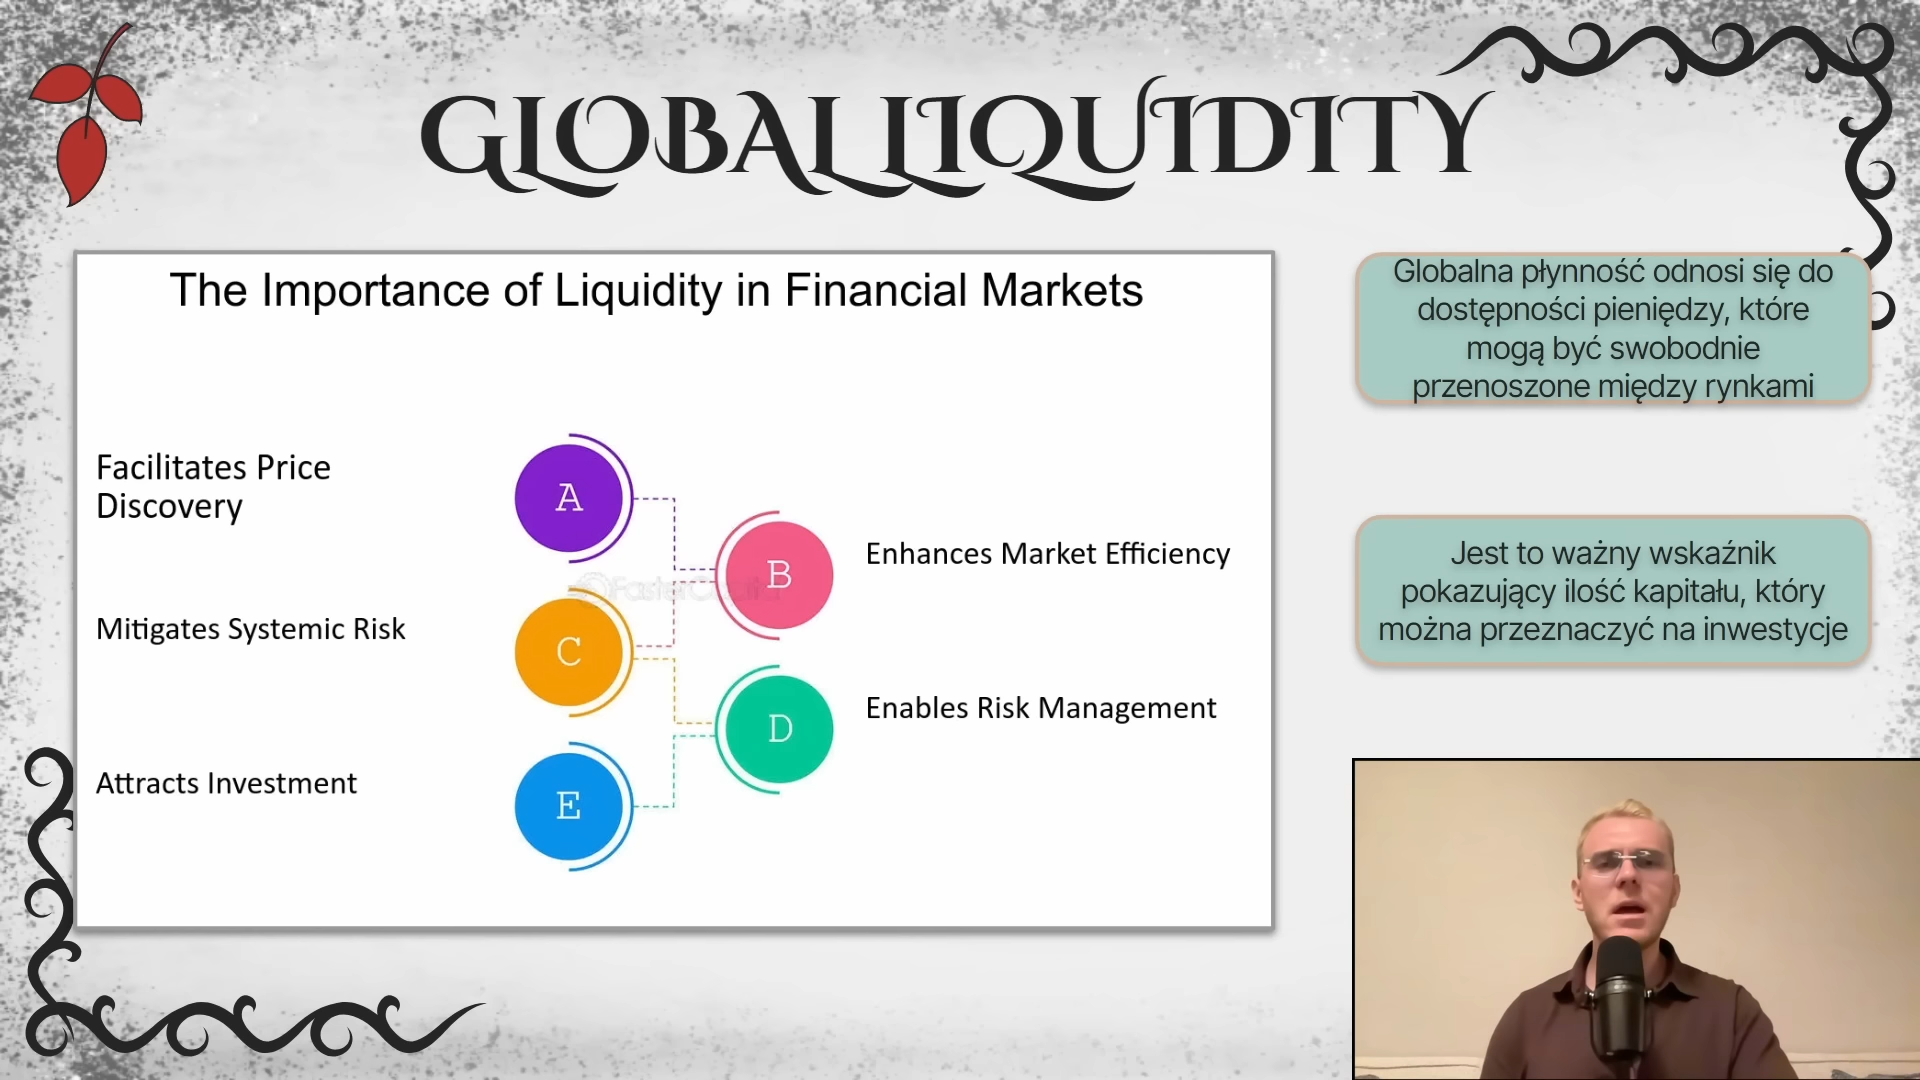 GLOBAL LIQUIDITY
The Importance of Liquidity in Financial Markets
Facilitates Price
Discovery
A
B
Enhances Market Efficiency
Mitigates Systemic Risk
C
D
Enables Risk Management
Attracts Investment
E
FasterCapital
Globalna płynność odnosi się do
dostępności pieniędzy, które
mogą być swobodnie
przenoszone między rynkami
Jest to ważny wskaźnik
pokazujący ilość kapitału, który
można przeznaczyć na inwestycje